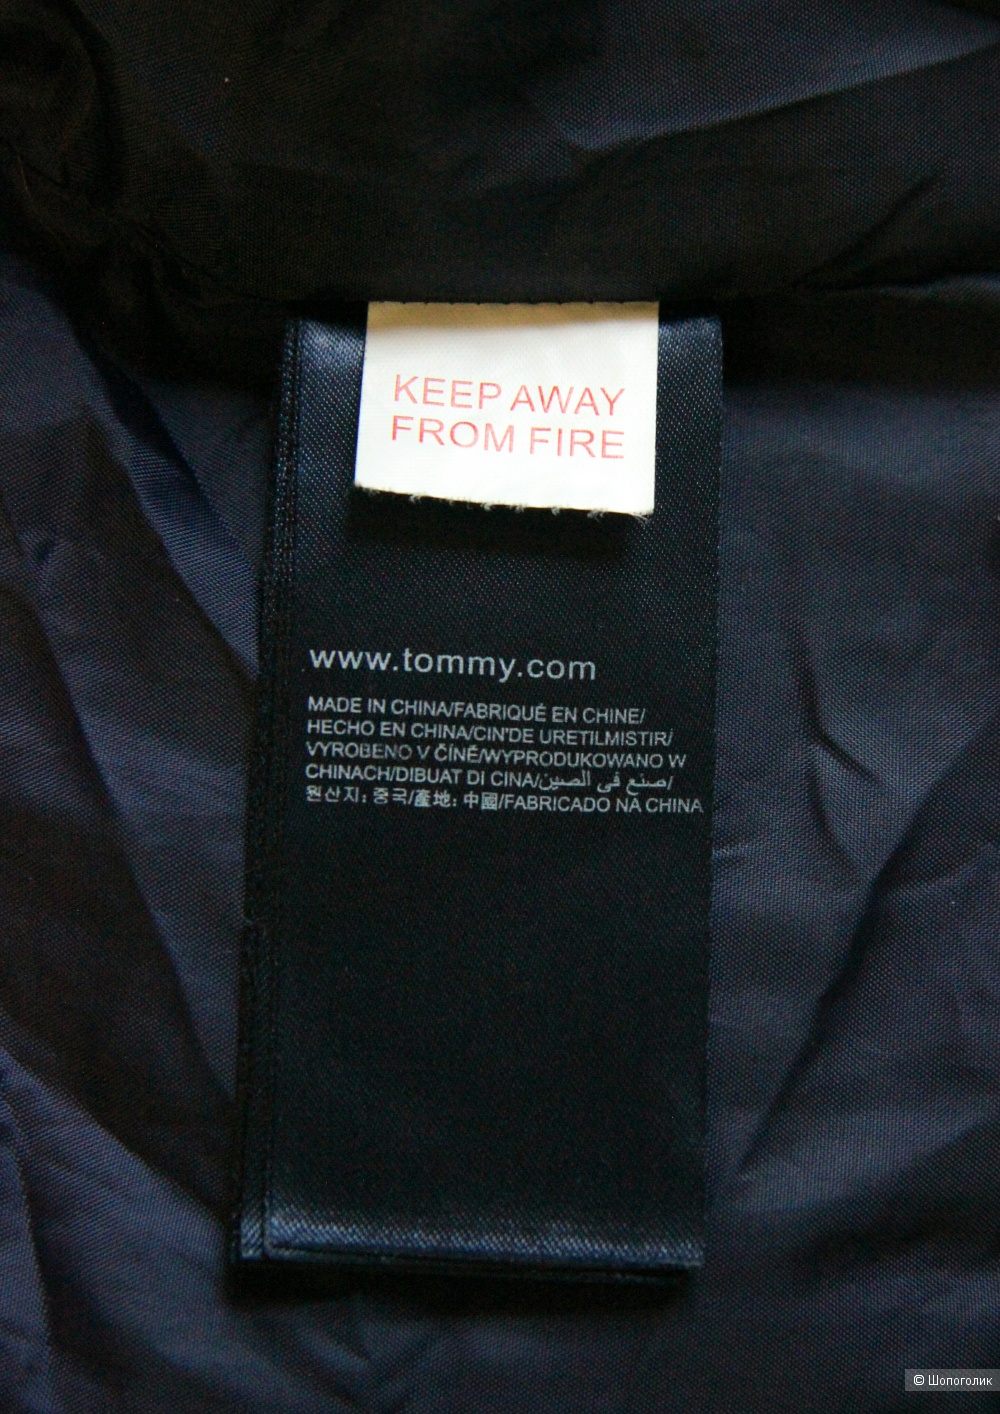 KEEP AWAY
FROM FIRE
www.tommy.com
MADE IN CHINA/FABRIQUÉ EN CHINE/
HECHO EN CHINA/CIN'DE URETILMISTIR/
VYROBENO V ČÍNĚ/WYPRODUKOWANO W
CHINACH/DIBUAT DI CINA/صنع في الصين/
원산지: 중국/產地: 中國/FABRICADO NA CHINA
© Шопоголик